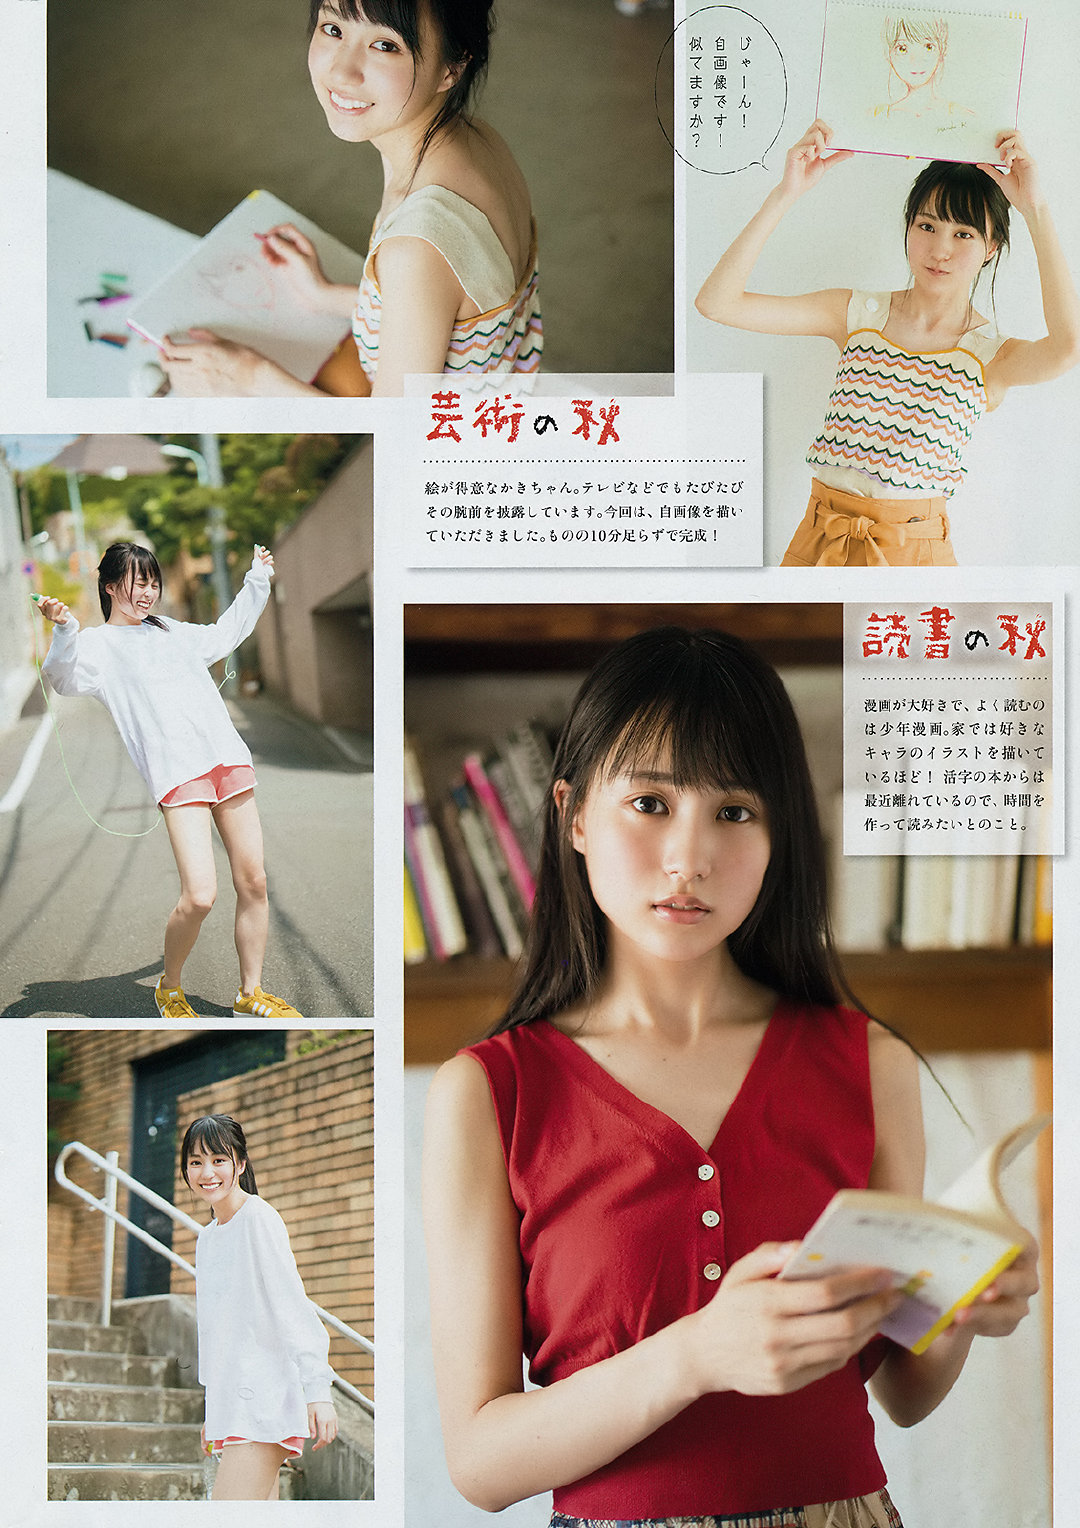 じゃーん！
自画像です！
似てますか？
芸術の秋
絵が得意なかきちゃん。テレビなどでもたびたび
その腕前を披露しています。今回は、自画像を描い
ていただきました。ものの10分足らずで完成！
読書の秋
漫画が大好きで、よく読むの
は少年漫画。家では好きな
キャラのイラストを描いて
いるほど！ 活字の本からは
最近離れているので、時間を
作って読みたいとのこと。